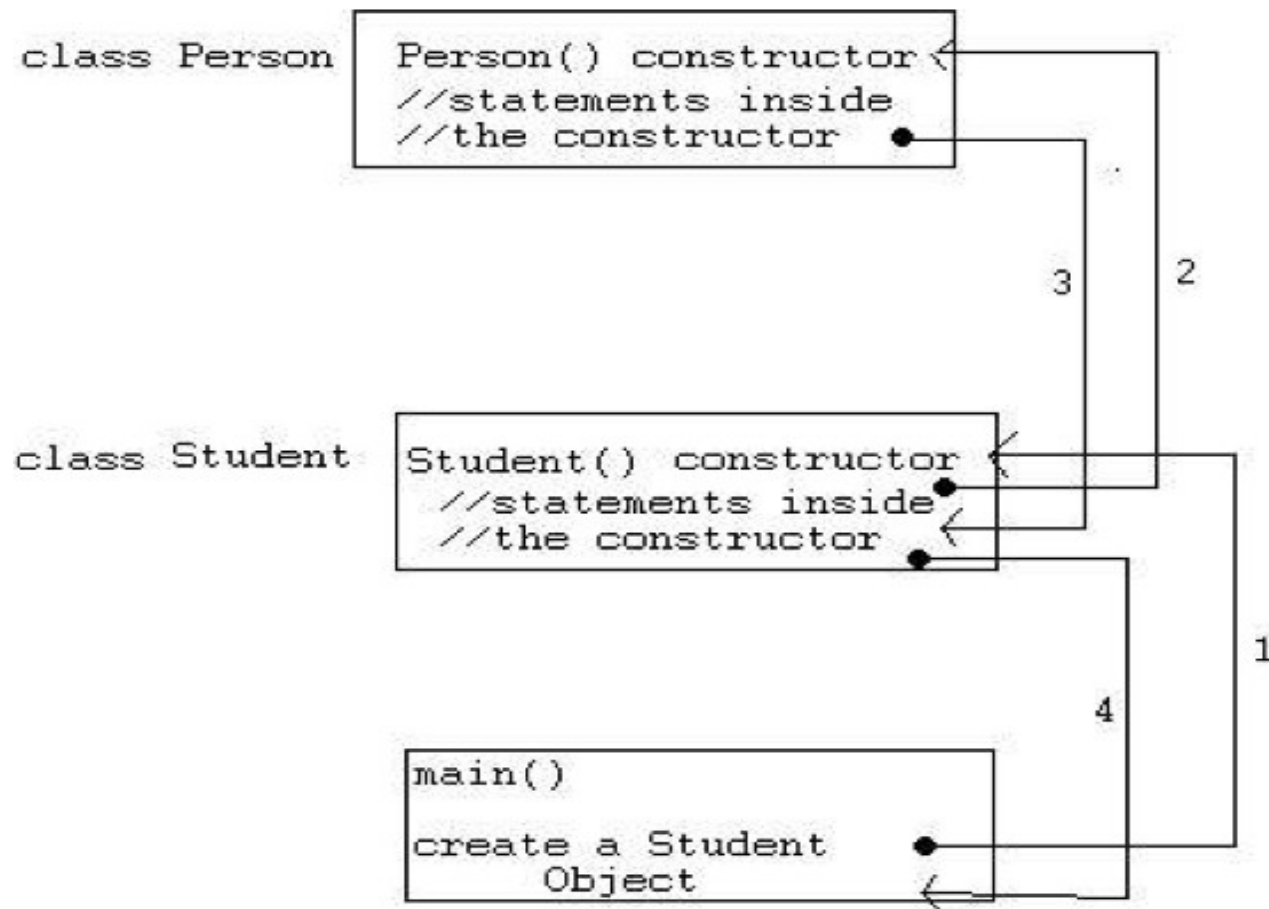 class Person
Person() constructor
//statements inside
//the constructor
3
2
class Student
Student() constructor
//statements inside
//the constructor
1
4
main()
create a Student
Object